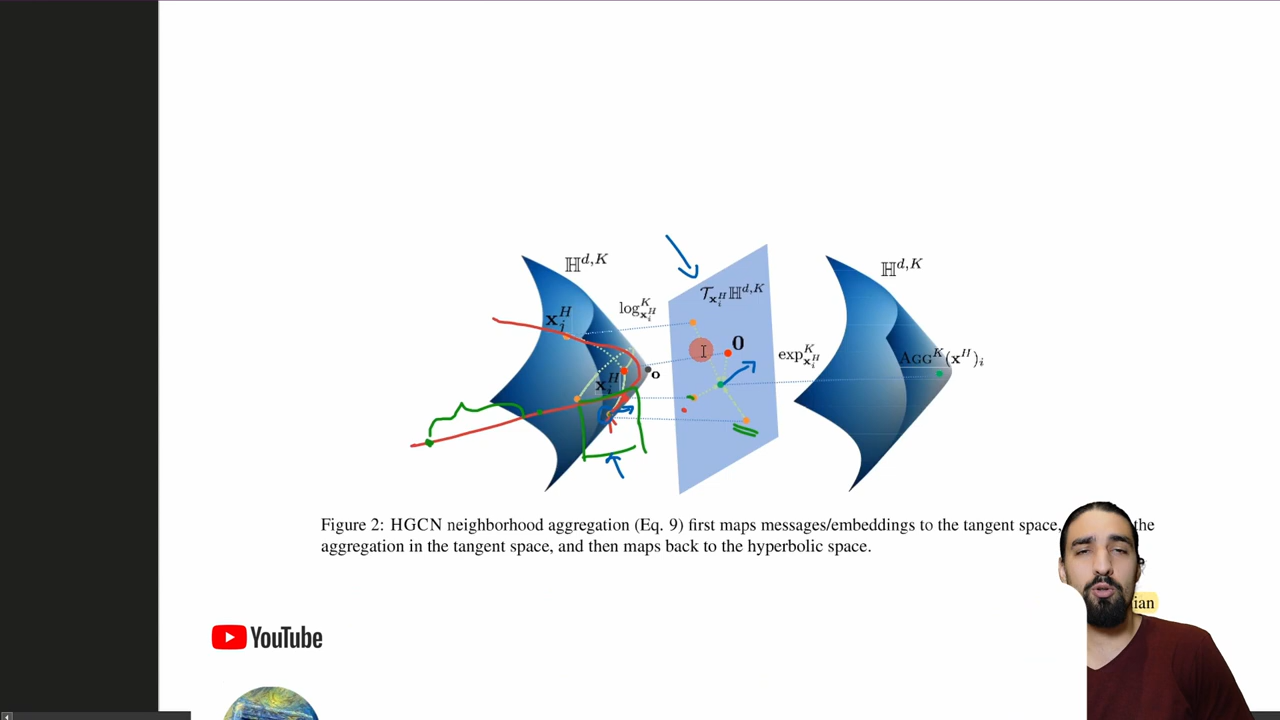 ℍ^{d,K}
ℍ^{d,K}
𝒯_{𝐱_i^H}ℍ^{d,K}
log^K_{𝐱_i^H}
𝐱_j^H
𝟎
exp^K_{𝐱_i^H}
AGG^K(𝐱^H)_i
𝐱_i^H
𝐨
Figure 2: HGCN neighborhood aggregation (Eq. 9) first maps messages/embeddings to the tangent space, the
aggregation in the tangent space, and then maps back to the hyperbolic space.
ian
YouTube